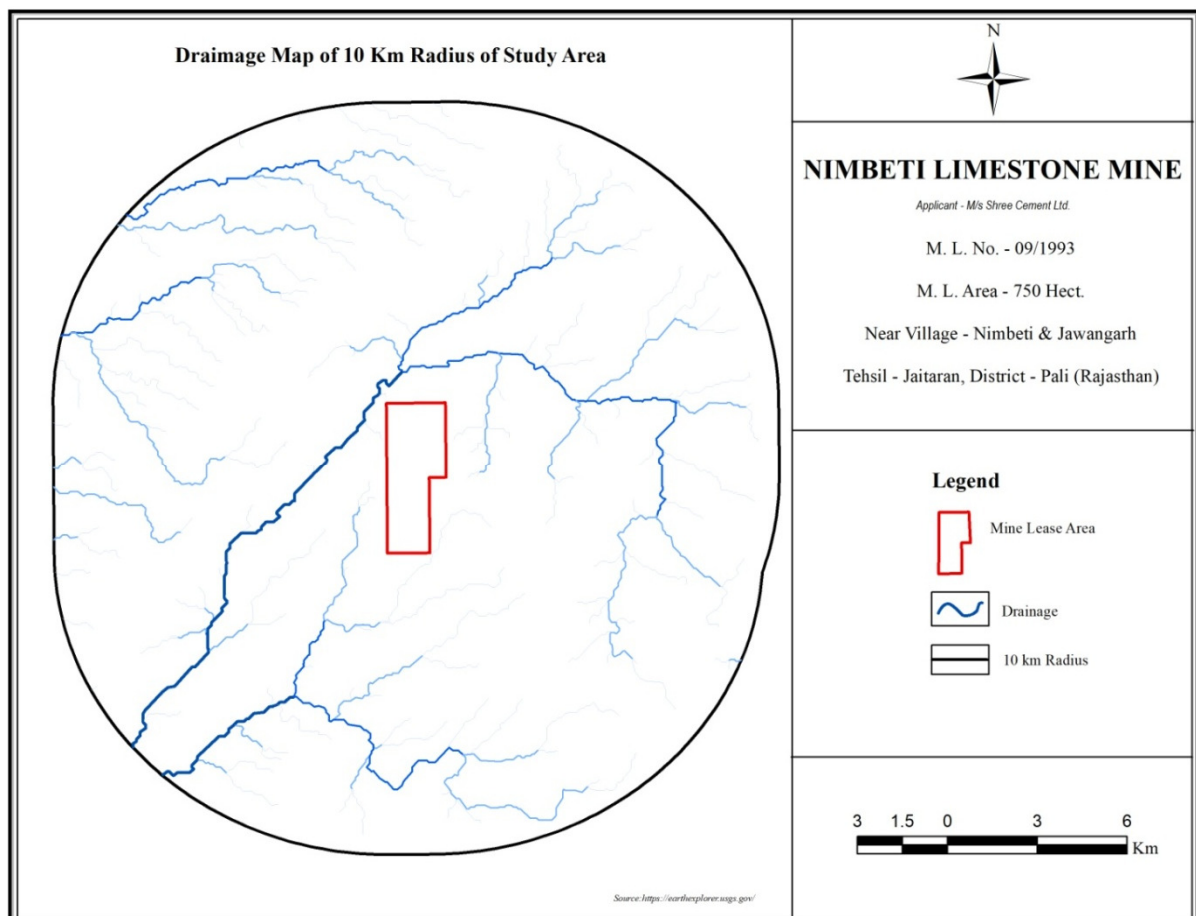 Draimage Map of 10 Km Radius of Study Area
N
NIMBETI LIMESTONE MINE
Applicant - M/s Shree Cement Ltd.
M. L. No. - 09/1993
M. L. Area - 750 Hect.
Near Village - Nimbeti & Jawangarh
Tehsil - Jaitaran, District - Pali (Rajasthan)
Legend
Mine Lease Area
Drainage
10 km Radius
3 1.5 0 3 6
Km
Source:https://earthexplorer.usgs.gov/